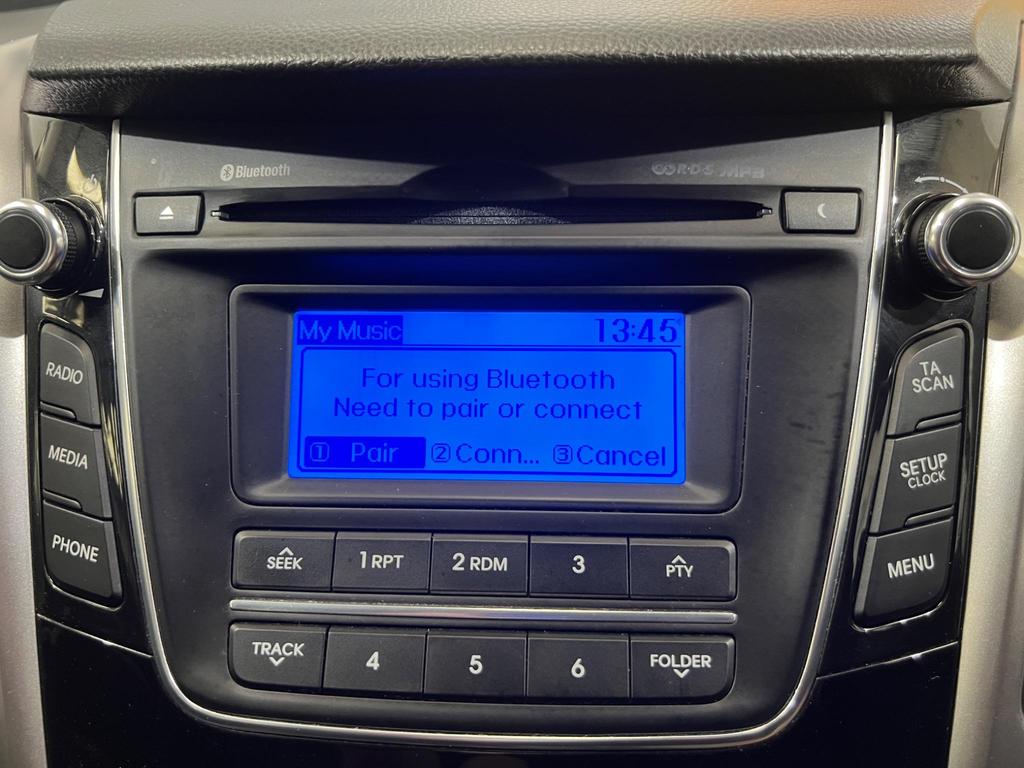 Bluetooth
RDS MP3
My Music 13:45
For using Bluetooth
Need to pair or connect
1 Pair 2 Conn... 3 Cancel
RADIO
MEDIA
PHONE
TA
SCAN
SETUP
CLOCK
MENU
SEEK 1 RPT 2 RDM 3 PTY
TRACK 4 5 6 FOLDER